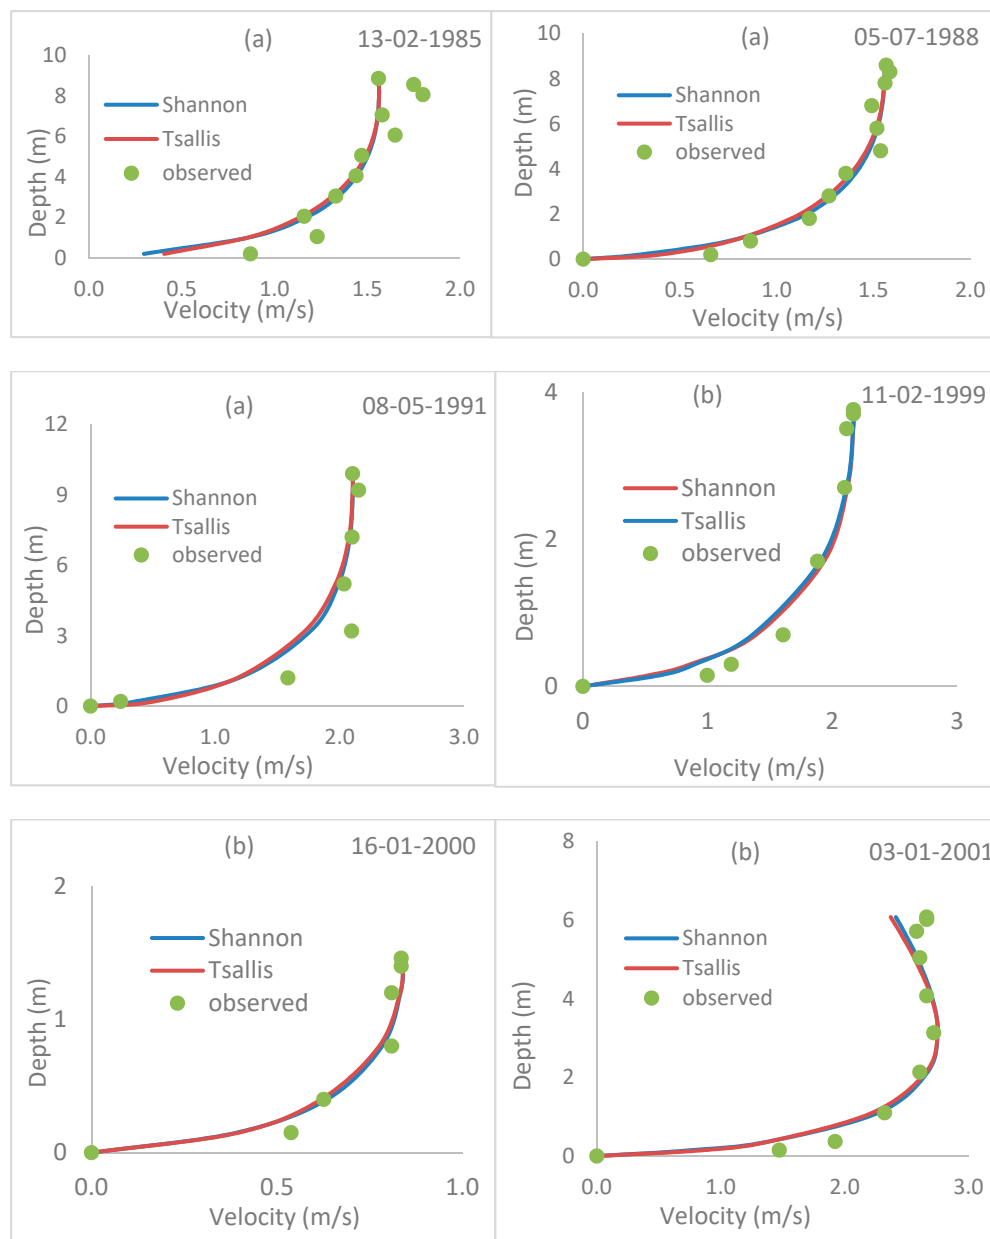 (a) 13-02-1985
10
8
6
4
2
0
Depth (m)
Shannon
Tsallis
observed
0.0 0.5 1.0 1.5 2.0
Velocity (m/s)
(a) 05-07-1988
10
8
6
4
2
0
Depth (m)
Shannon
Tsallis
observed
0.0 0.5 1.0 1.5 2.0
Velocity (m/s)
(a) 08-05-1991
12
9
6
3
0
Depth (m)
Shannon
Tsallis
observed
0.0 1.0 2.0 3.0
Velocity (m/s)
(b) 11-02-1999
4
2
0
Depth (m)
Shannon
Tsallis
observed
0 1 2 3
Velocity (m/s)
(b) 16-01-2000
2
1
0
Depth (m)
Shannon
Tsallis
observed
0.0 0.5 1.0
Velocity (m/s)
(b) 03-01-2001
8
6
4
2
0
Depth (m)
Shannon
Tsallis
observed
0.0 1.0 2.0 3.0
Velocity (m/s)